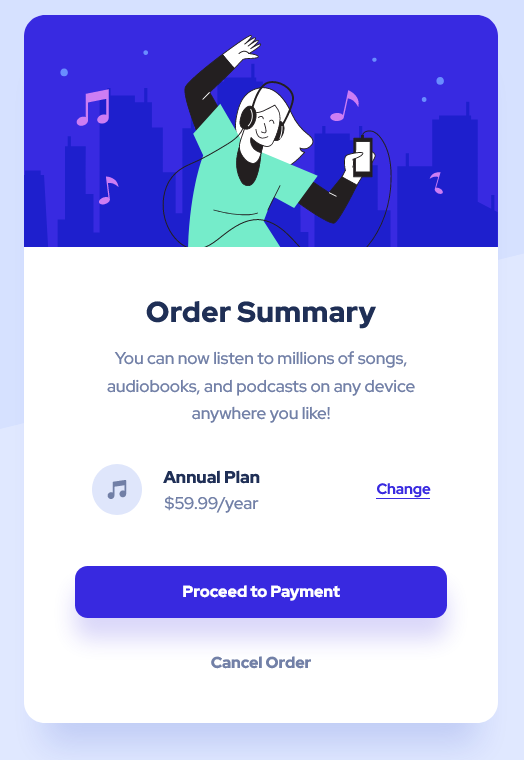 Order Summary
You can now listen to millions of songs,
audiobooks, and podcasts on any device
anywhere you like!
Annual Plan
$59.99/year
Change
Proceed to Payment
Cancel Order